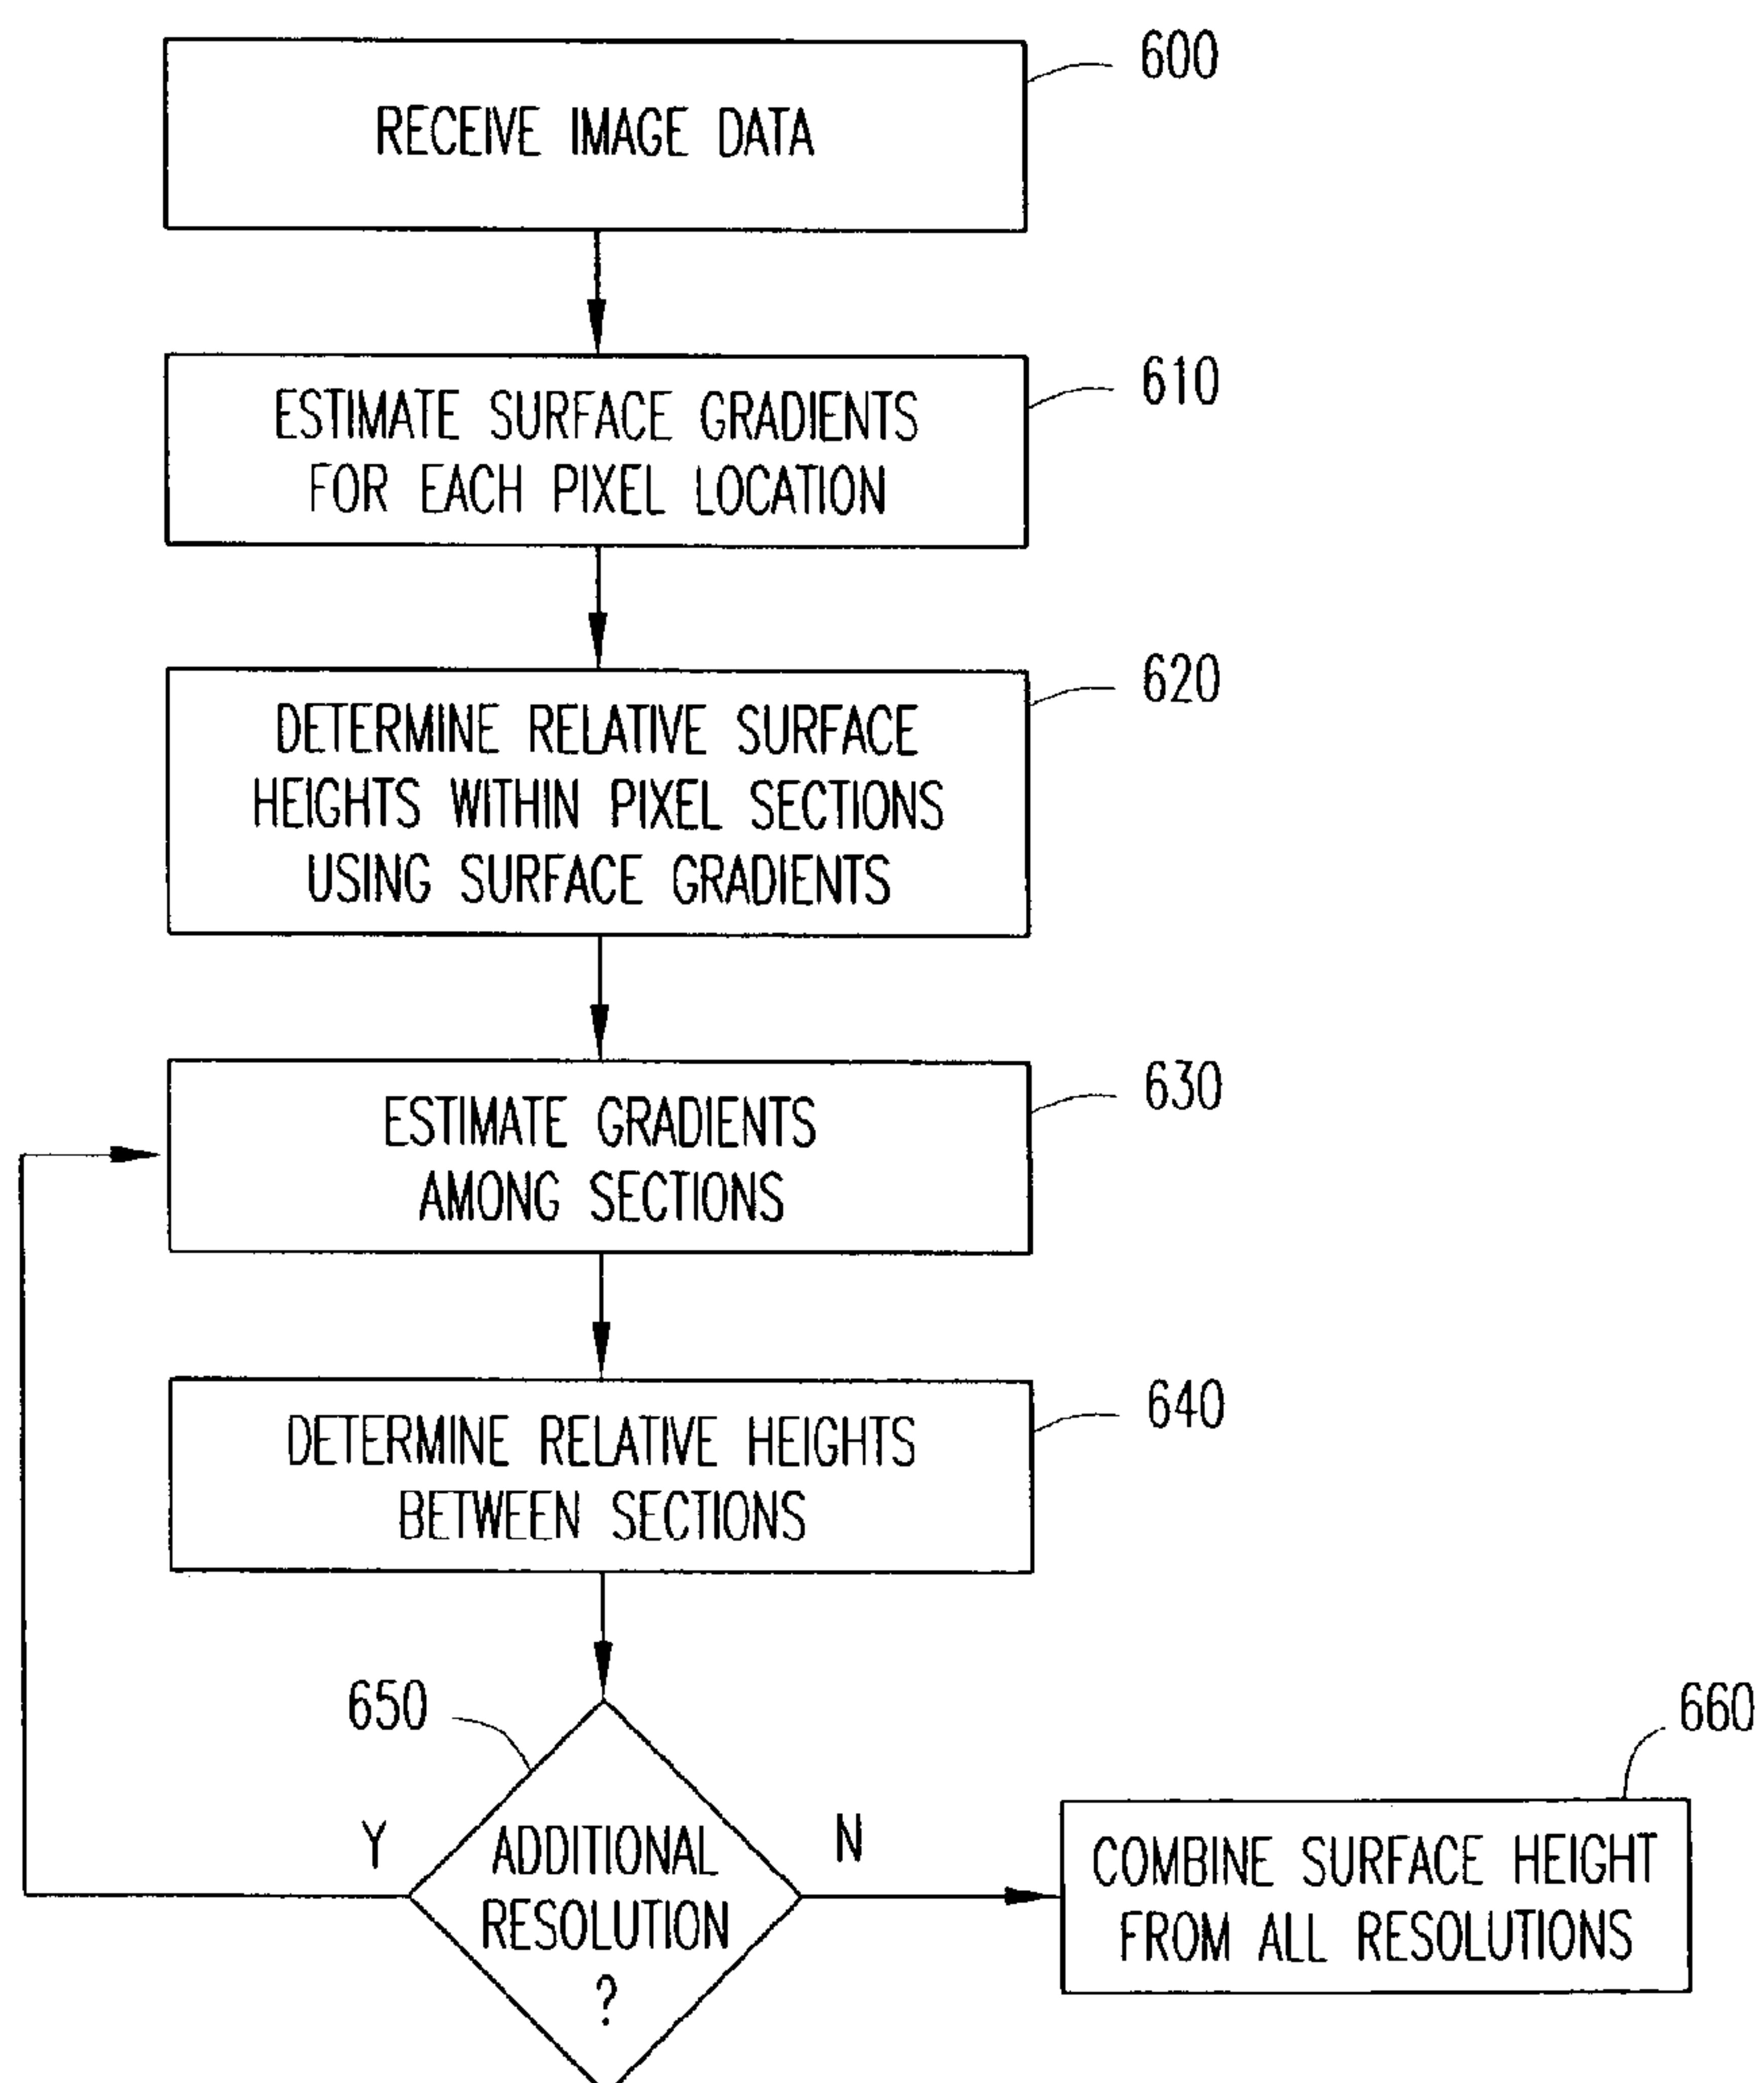 600
RECEIVE IMAGE DATA
610
ESTIMATE SURFACE GRADIENTS
FOR EACH PIXEL LOCATION
620
DETERMINE RELATIVE SURFACE
HEIGHTS WITHIN PIXEL SECTIONS
USING SURFACE GRADIENTS
630
ESTIMATE GRADIENTS
AMONG SECTIONS
640
DETERMINE RELATIVE HEIGHTS
BETWEEN SECTIONS
650
Y
ADDITIONAL
RESOLUTION
?
N
660
COMBINE SURFACE HEIGHT
FROM ALL RESOLUTIONS